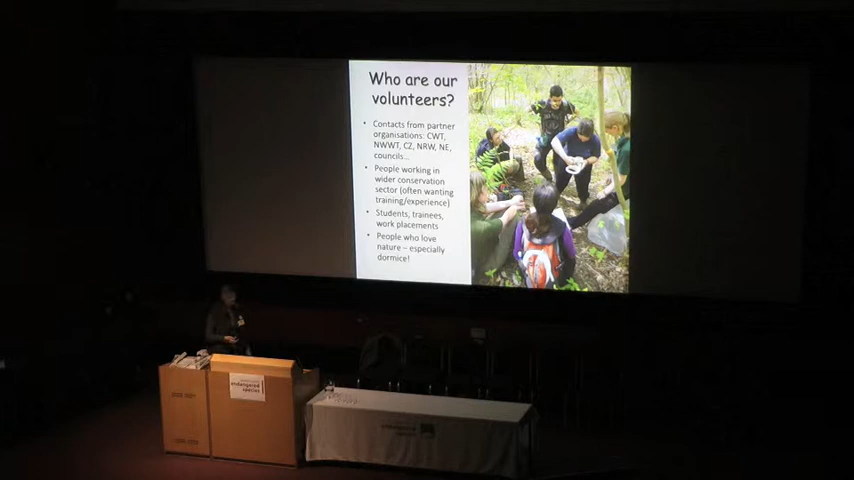 Who are our
volunteers?
• Contacts from partner
organisations: CWT,
NWWT, CZ, NRW, NE,
councils...
• People working in
wider conservation
sector (often wanting
training/experience)
• Students, trainees,
work placements
• People who love
nature – especially
dormice!
endangered
species